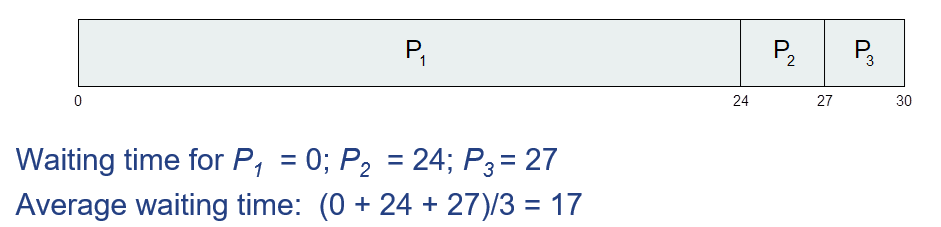 P1 P2 P3
0 24 27 30
Waiting time for P1 = 0; P2 = 24; P3 = 27
Average waiting time: (0 + 24 + 27)/3 = 17